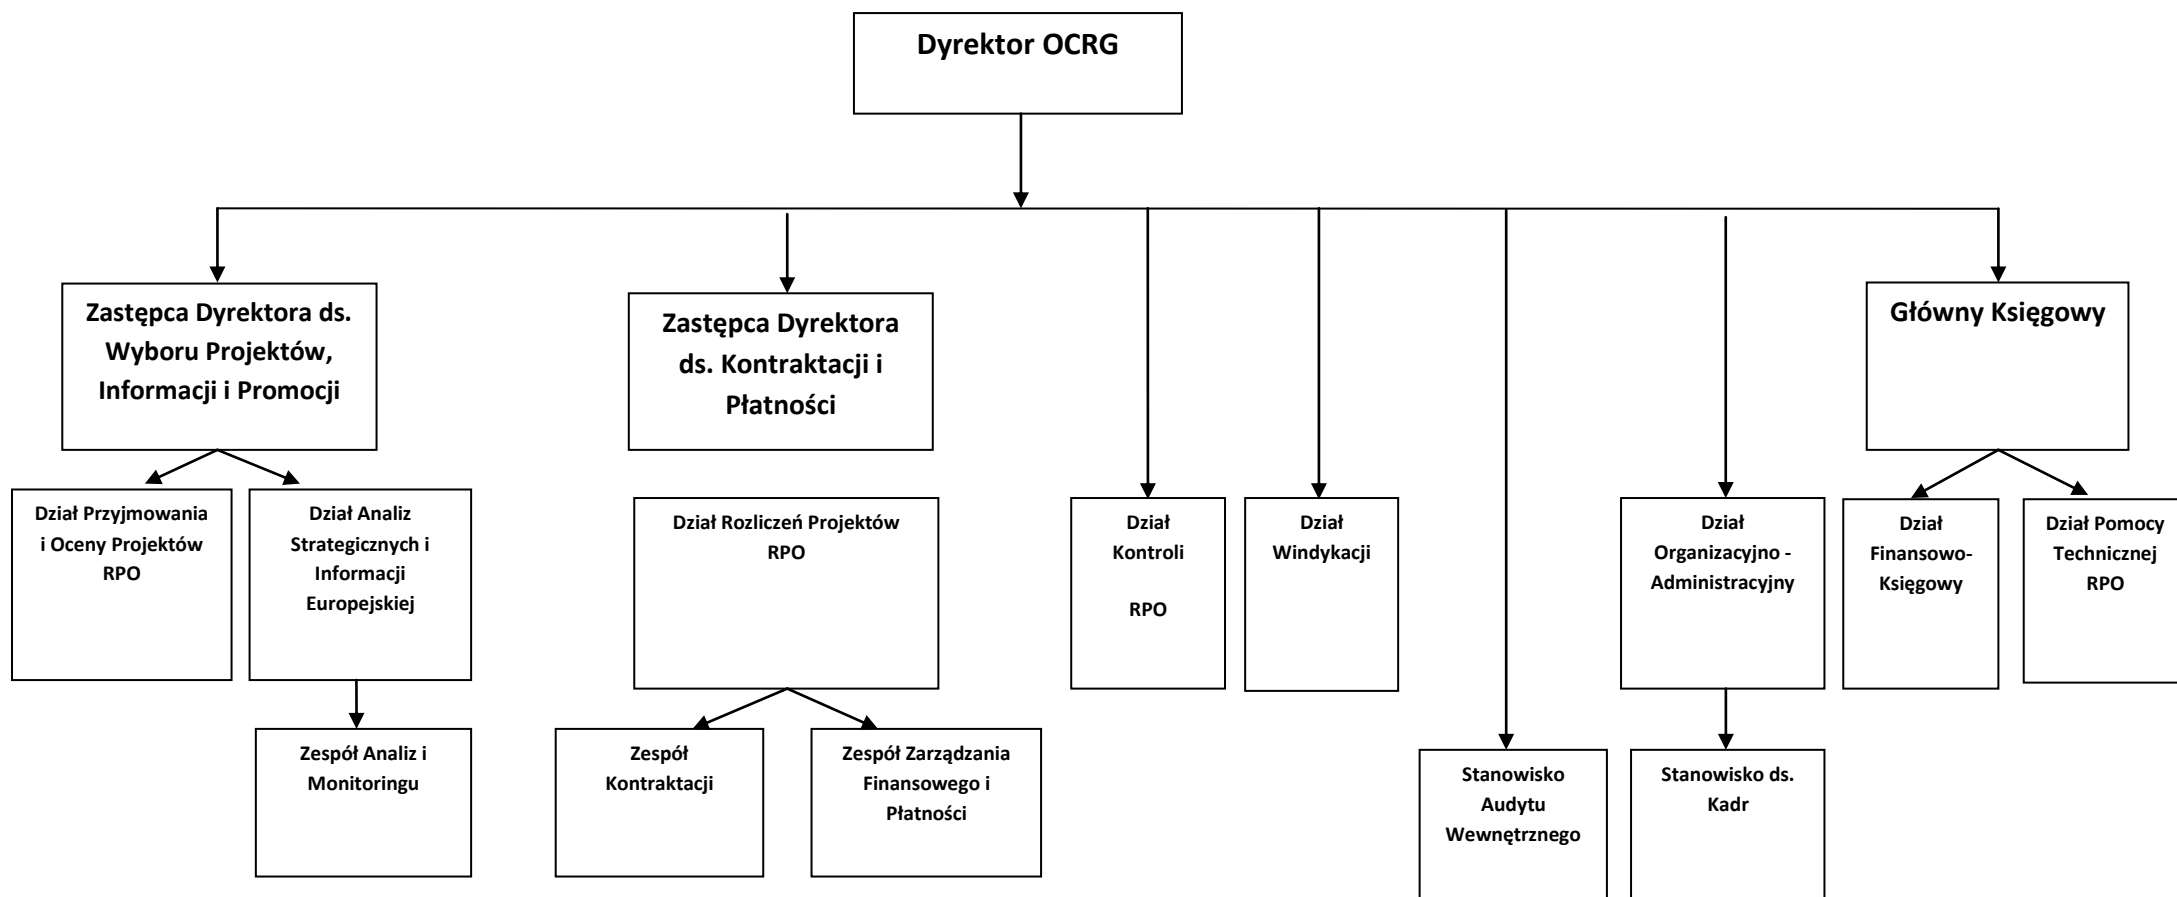 Dyrektor OCRG
Zastępca Dyrektora ds.
Wyboru Projektów,
Informacji i Promocji
Zastępca Dyrektora
ds. Kontraktacji i
Płatności
Główny Księgowy
Dział Przyjmowania
i Oceny Projektów
RPO
Dział Analiz
Strategicznych i
Informacji
Europejskiej
Dział Rozliczeń Projektów
RPO
Dział
Kontroli
RPO
Dział
Windykacji
Dział
Organizacyjno -
Administracyjny
Dział
Finansowo-
Księgowy
Dział Pomocy
Technicznej
RPO
Zespół Analiz i
Monitoringu
Zespół
Kontraktacji
Zespół Zarządzania
Finansowego i
Płatności
Stanowisko
Audytu
Wewnętrznego
Stanowisko ds.
Kadr